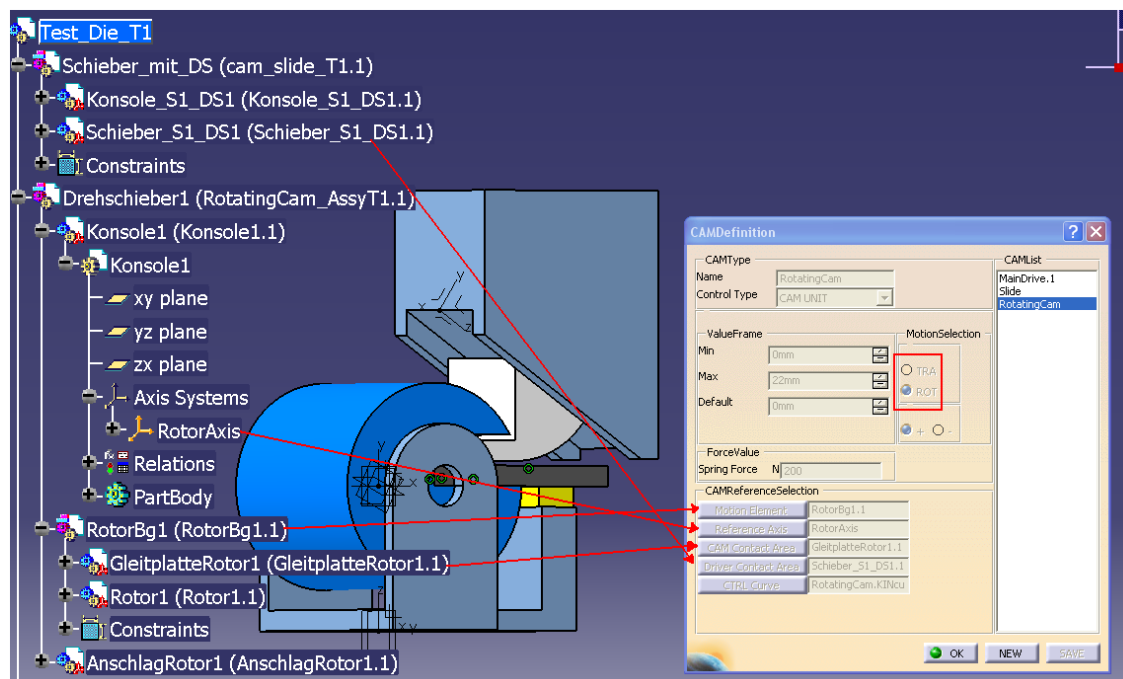 Test_Die_T1
Schieber_mit_DS (cam_slide_T1.1)
Konsole_S1_DS1 (Konsole_S1_DS1.1)
Schieber_S1_DS1 (Schieber_S1_DS1.1)
Constraints
Drehschieber1 (RotatingCam_AssyT1.1)
Konsole1 (Konsole1.1)
Konsole1
xy plane
yz plane
zx plane
Axis Systems
RotorAxis
Relations
PartBody
RotorBg1 (RotorBg1.1)
GleitplatteRotor1 (GleitplatteRotor1.1)
Rotor1 (Rotor1.1)
Constraints
AnschlagRotor1 (AnschlagRotor1.1)
y
x
z
y
x
z
x y
CAMDefinition
CAMType
Name RotatingCam
Control Type CAM UNIT
ValueFrame
Min 0mm
Max 22mm
Default 0mm
MotionSelection
TRA
ROT
+ -
ForceValue
Spring Force N 200
CAMReferenceSelection
Motion Element RotorBg1.1
Reference Axis RotorAxis
CAM Contact Area GleitplatteRotor1.1
Driver Contact Area Schieber_S1_DS1.1
CTRL Curve RotatingCam.KINcu
CAMList
MainDrive.1
Slide
RotatingCam
OK NEW SAVE